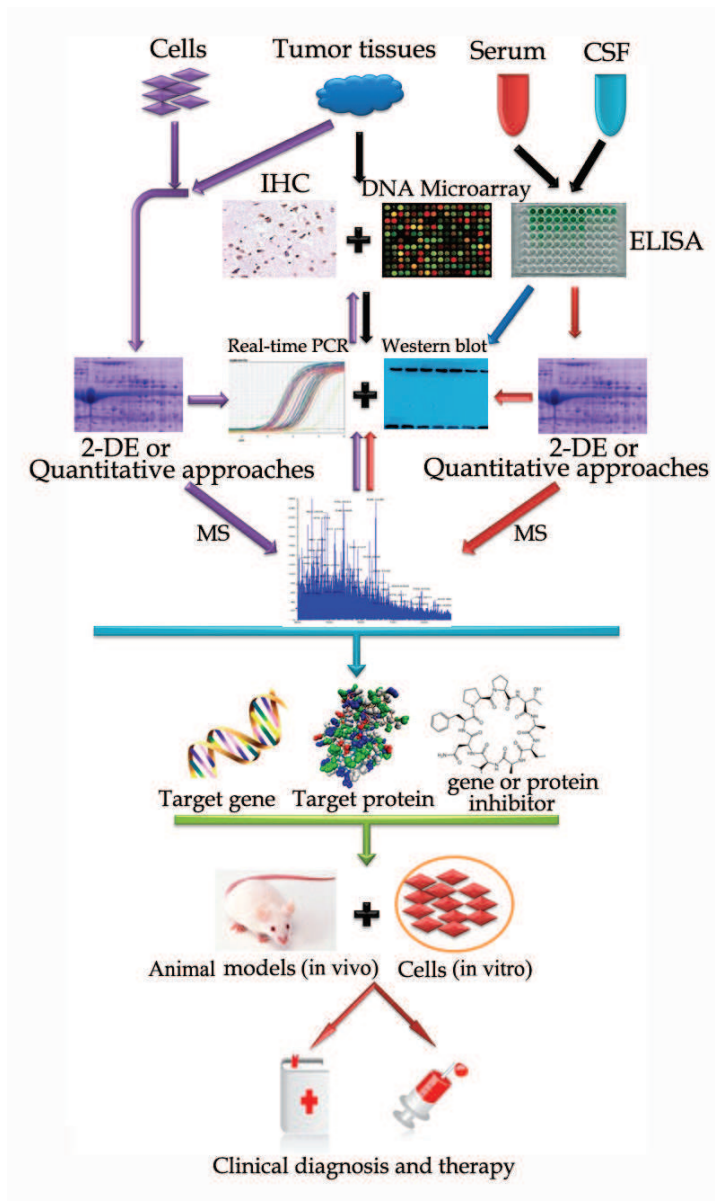 Cells
Tumor tissues
Serum
CSF
IHC
DNA Microarray
ELISA
Real-time PCR
Western blot
2-DE or
Quantitative approaches
2-DE or
Quantitative approaches
MS
MS
Target gene
Target protein
gene or protein
inhibitor
Animal models (in vivo)
Cells (in vitro)
Clinical diagnosis and therapy